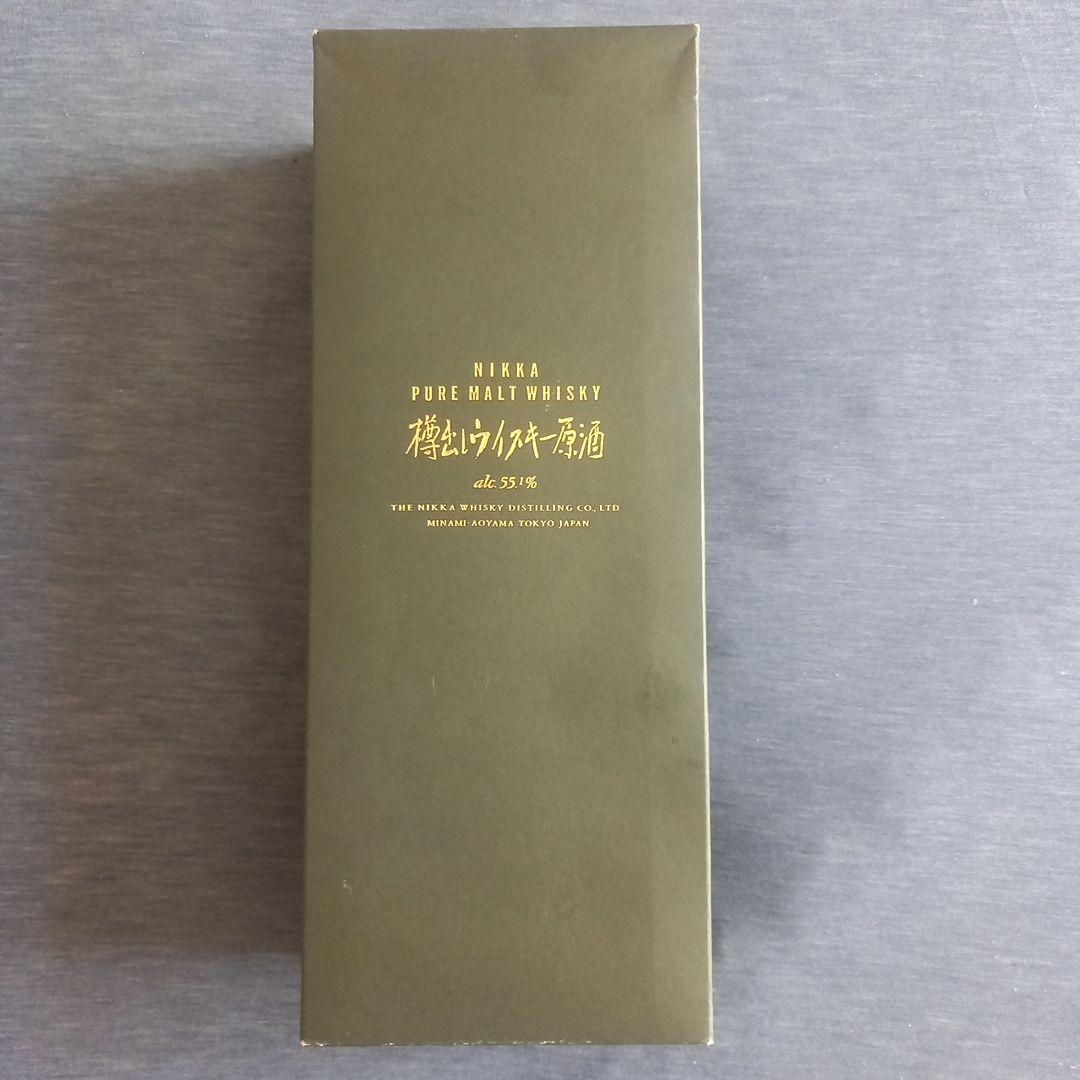 NIKKA
PURE MALT WHISKY
樽出しウイスキー原酒
alc. 55.1%
THE NIKKA WHISKY DISTILLING CO., LTD
MINAMI-AOYAMA TOKYO JAPAN